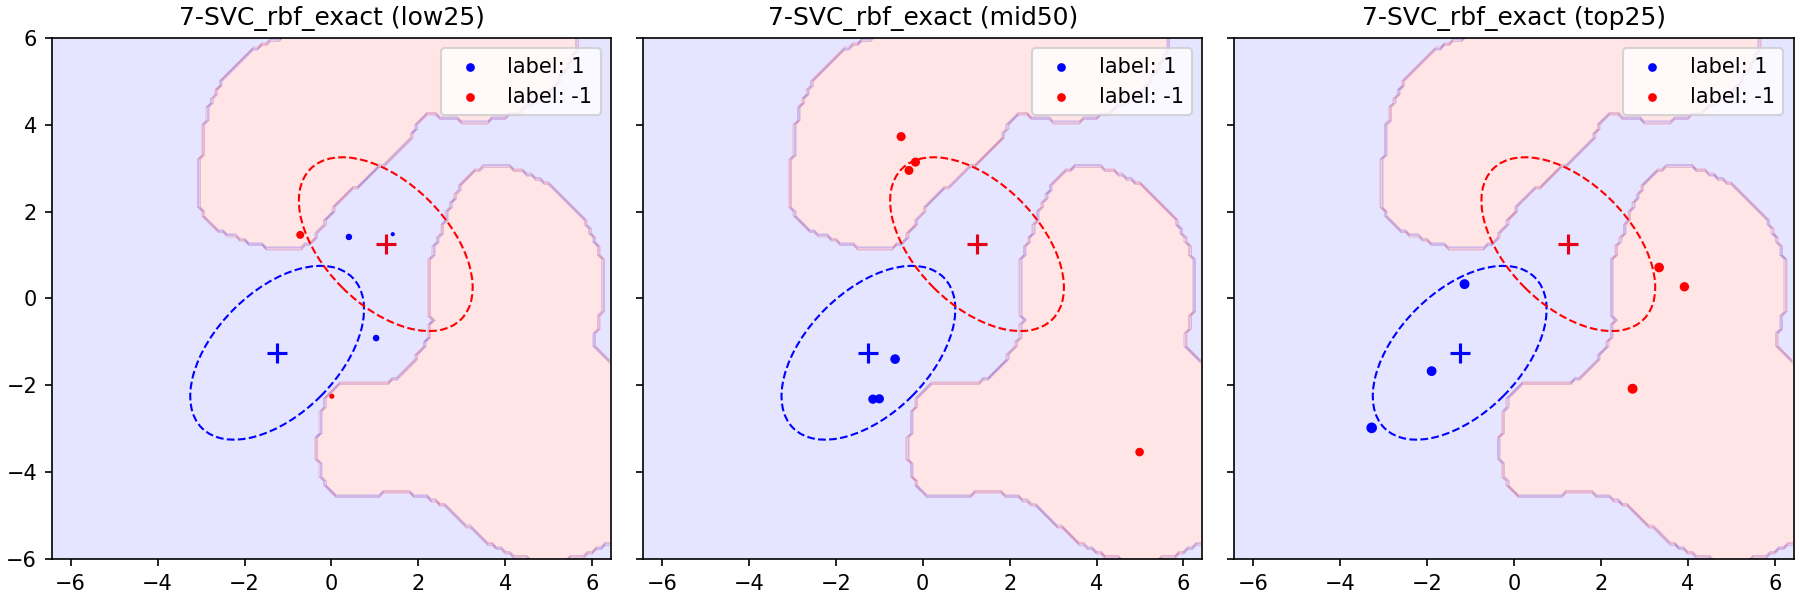 7-SVC_rbf_exact (low25)
7-SVC_rbf_exact (mid50)
7-SVC_rbf_exact (top25)
label: 1
label: -1
label: 1
label: -1
label: 1
label: -1
6
4
2
0
−2
−4
−6
−6 −4 −2 0 2 4 6
−6 −4 −2 0 2 4 6
−6 −4 −2 0 2 4 6